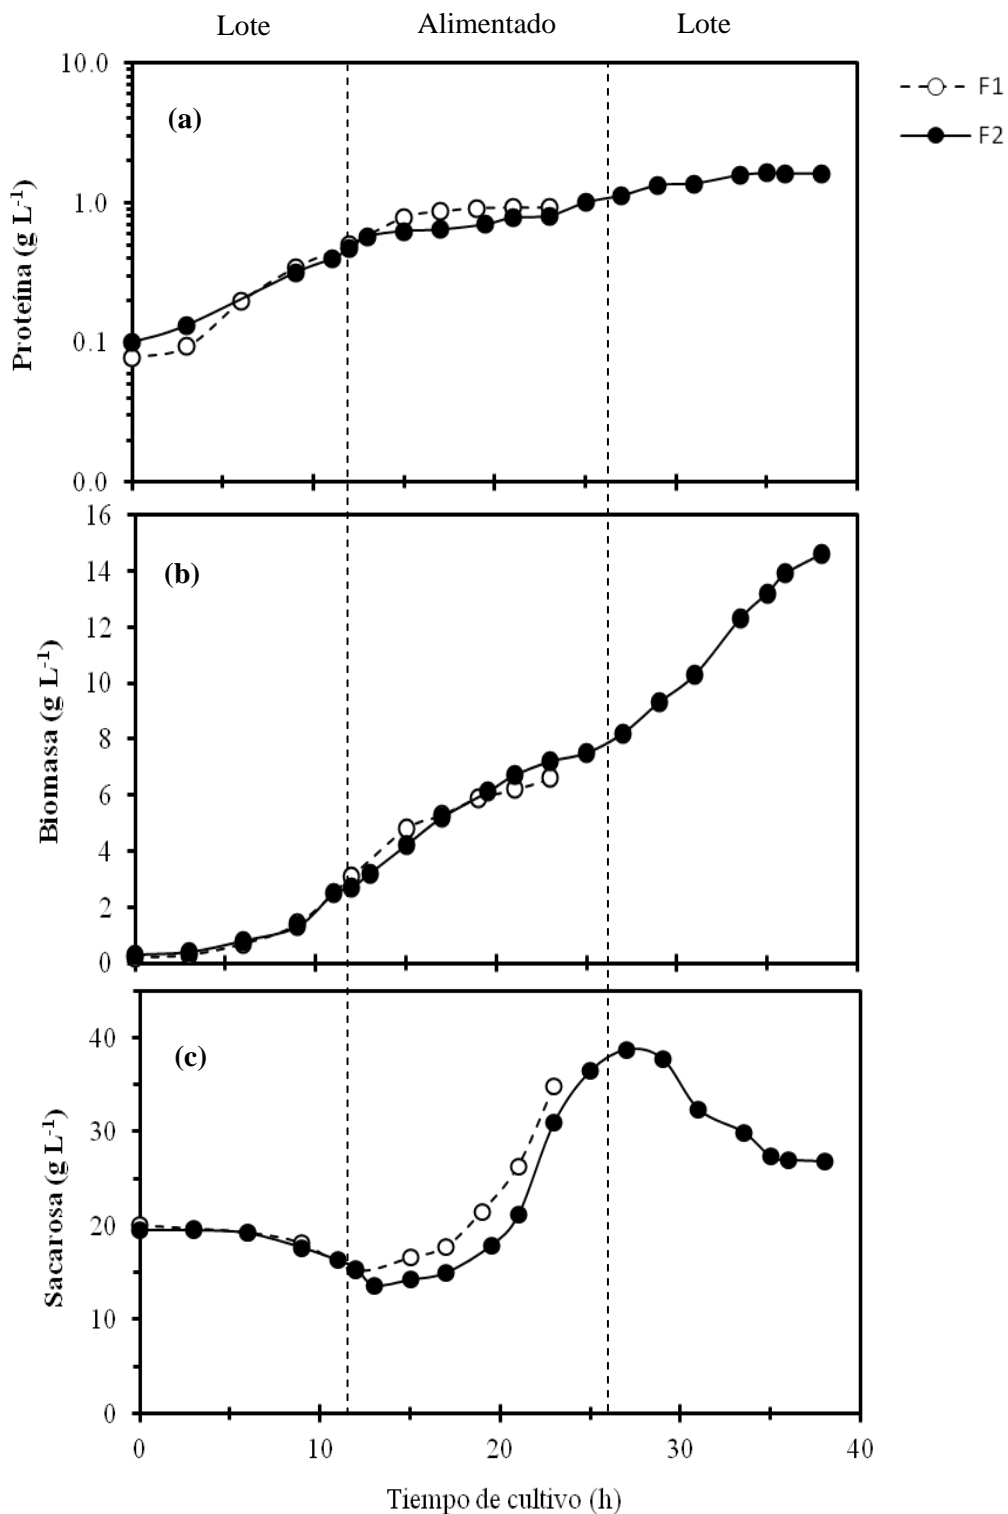 Lote Alimentado Lote
F1
F2
(a)
Proteína (g L-1)
10.0
1.0
0.1
0.0
(b)
Biomasa (g L-1)
16
14
12
10
8
6
4
2
0
(c)
Sacarosa (g L-1)
40
30
20
10
0
0 10 20 30 40
Tiempo de cultivo (h)